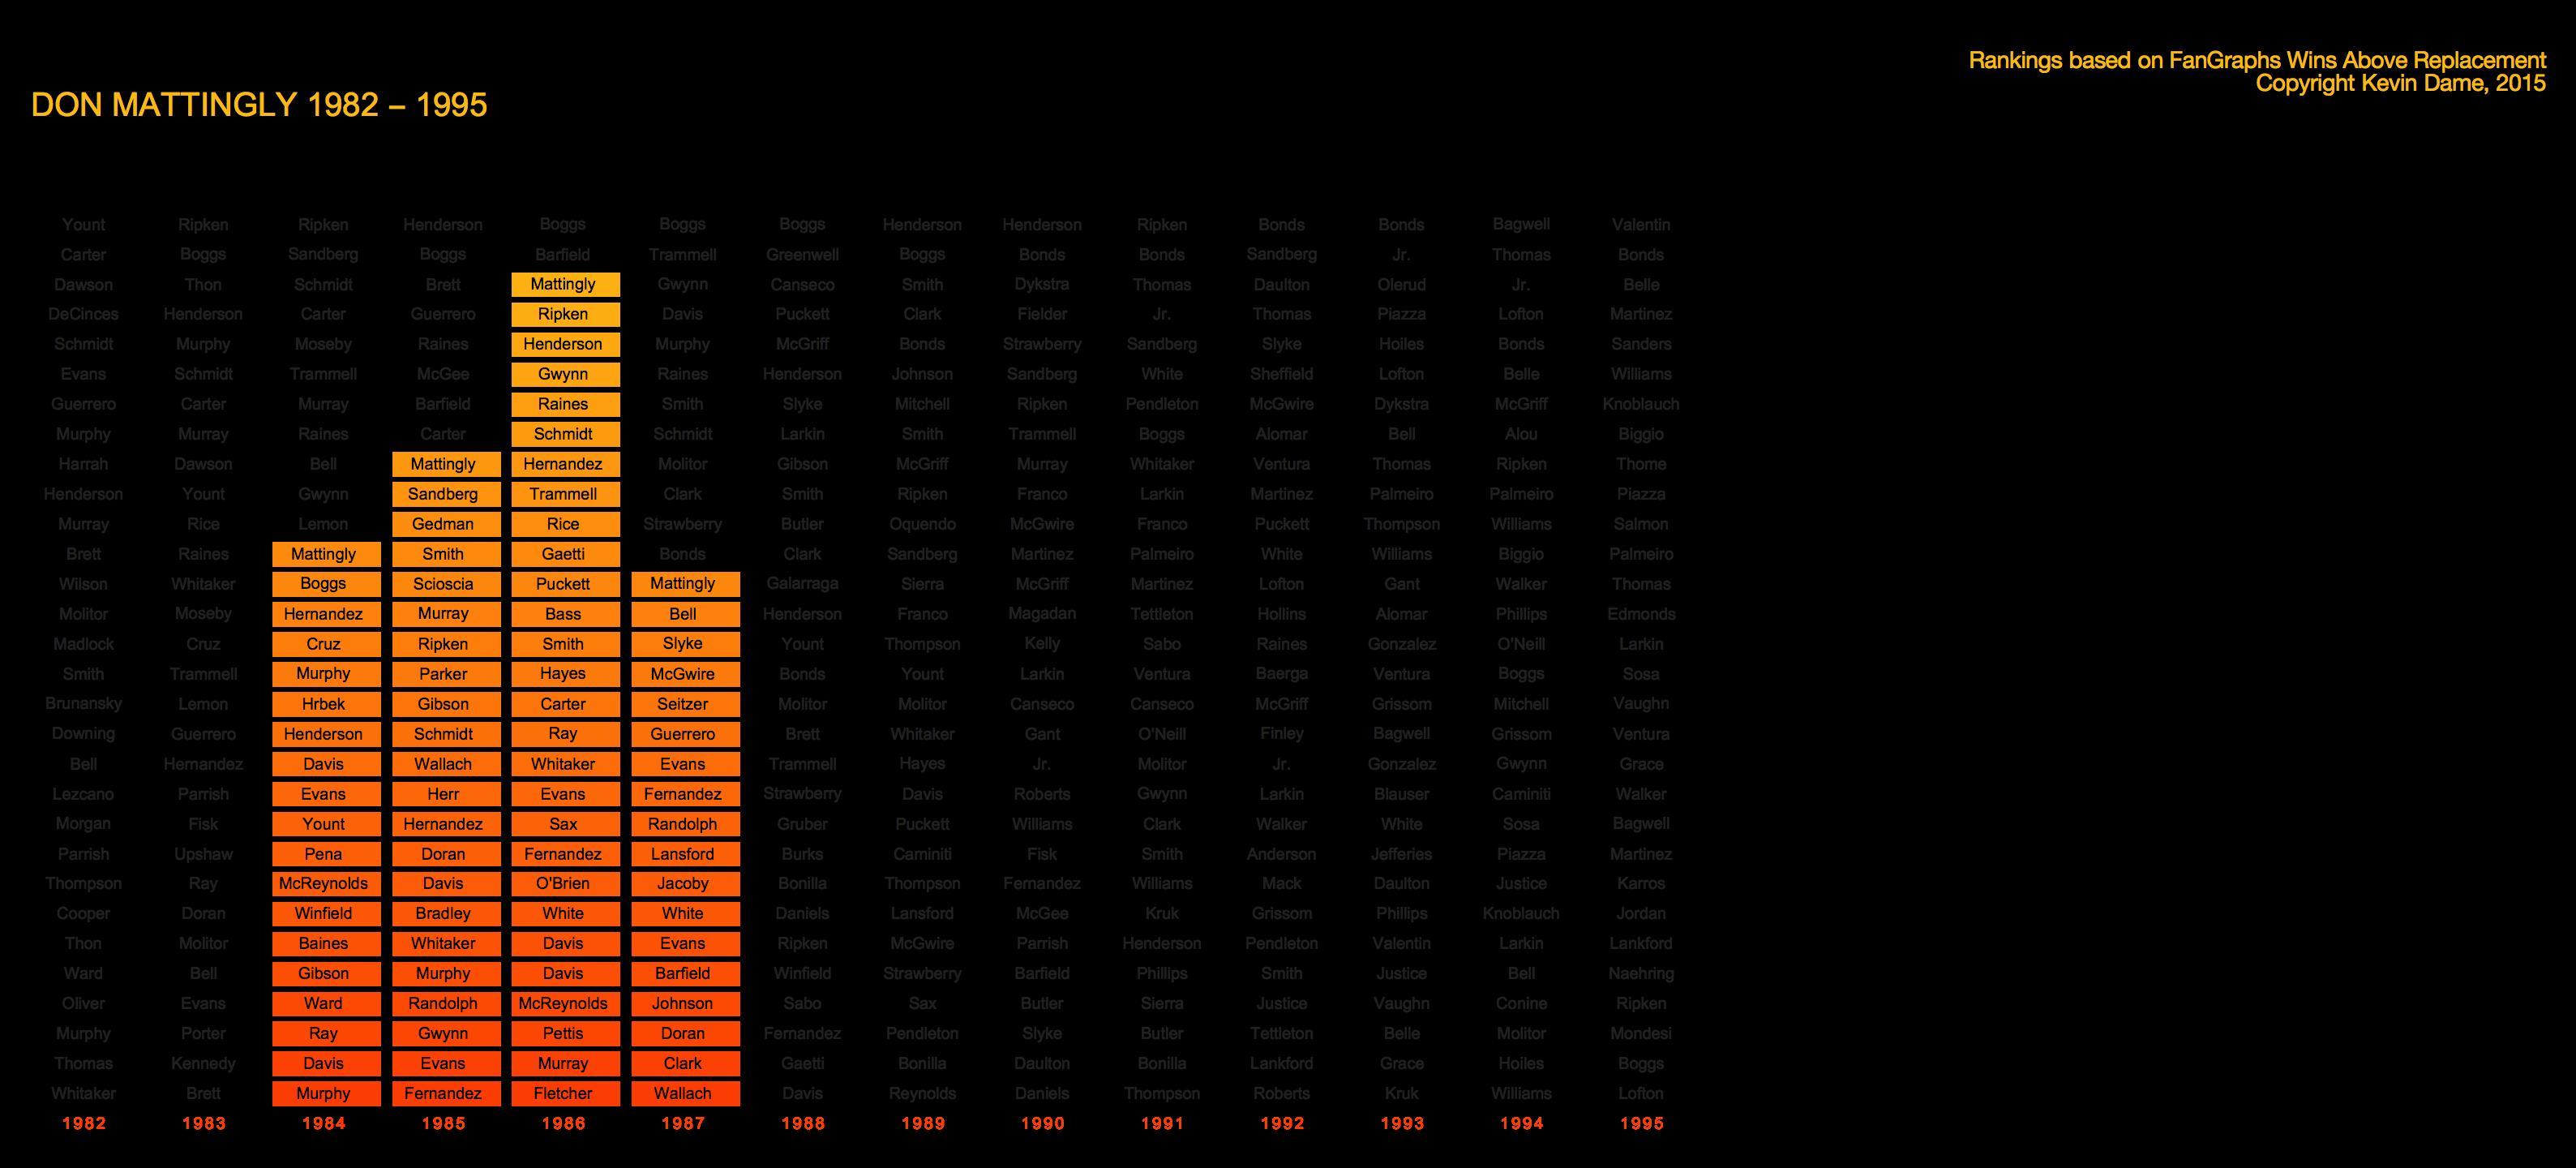 Rankings based on FanGraphs Wins Above Replacement
Copyright Kevin Dame, 2015
DON MATTINGLY 1982 – 1995
Yount Ripken Ripken Henderson Boggs Boggs Boggs Henderson Henderson Ripken Bonds Bonds Bagwell Valentin
Carter Boggs Sandberg Boggs Barfield Trammell Greenwell Boggs Bonds Bonds Sandberg Jr. Thomas Bonds
Dawson Thon Schmidt Brett Mattingly Gwynn Canseco Smith Dykstra Thomas Daulton Olerud Jr. Belle
DeCinces Henderson Carter Guerrero Ripken Davis Puckett Clark Fielder Jr. Thomas Piazza Lofton Martinez
Schmidt Murphy Moseby Raines Henderson Murphy McGriff Bonds Strawberry Sandberg Slyke Hoiles Bonds Sanders
Evans Schmidt Trammell McGee Gwynn Raines Henderson Johnson Sandberg White Sheffield Lofton Belle Williams
Guerrero Carter Murray Barfield Raines Smith Slyke Mitchell Ripken Pendleton McGwire Dykstra McGriff Knoblauch
Murphy Murray Raines Carter Schmidt Schmidt Larkin Smith Trammell Boggs Alomar Bell Alou Biggio
Harrah Dawson Bell Mattingly Hernandez Molitor Gibson McGriff Murray Whitaker Ventura Thomas Ripken Thome
Henderson Yount Gwynn Sandberg Trammell Clark Smith Ripken Franco Larkin Martinez Palmeiro Palmeiro Piazza
Murray Rice Lemon Gedman Rice Strawberry Butler Oquendo McGwire Franco Puckett Thompson Williams Salmon
Brett Raines Mattingly Smith Gaetti Bonds Clark Sandberg Martinez Palmeiro White Williams Biggio Palmeiro
Wilson Whitaker Boggs Scioscia Puckett Mattingly Galarraga Sierra McGriff Martinez Lofton Gant Walker Thomas
Molitor Moseby Hernandez Murray Bass Bell Henderson Franco Magadan Tettleton Hollins Alomar Phillips Edmonds
Madlock Cruz Cruz Ripken Smith Slyke Yount Thompson Kelly Sabo Raines Gonzalez O'Neill Larkin
Smith Trammell Murphy Parker Hayes McGwire Bonds Yount Larkin Ventura Baerga Ventura Boggs Sosa
Brunansky Lemon Hrbek Gibson Carter Seitzer Molitor Molitor Canseco Canseco McGriff Grissom Mitchell Vaughn
Downing Guerrero Henderson Schmidt Ray Guerrero Brett Whitaker Gant O'Neill Finley Bagwell Grissom Ventura
Bell Hernandez Davis Wallach Whitaker Evans Trammell Hayes Jr. Molitor Jr. Gonzalez Gwynn Grace
Lezcano Parrish Evans Herr Evans Fernandez Strawberry Davis Roberts Gwynn Larkin Blauser Caminiti Walker
Morgan Fisk Yount Hernandez Sax Randolph Gruber Puckett Williams Clark Walker White Sosa Bagwell
Parrish Upshaw Pena Doran Fernandez Lansford Burks Caminiti Fisk Smith Anderson Jefferies Piazza Martinez
Thompson Ray McReynolds Davis O'Brien Jacoby Bonilla Thompson Fernandez Williams Mack Daulton Justice Karros
Cooper Doran Winfield Bradley White White Daniels Lansford McGee Kruk Grissom Phillips Knoblauch Jordan
Thon Molitor Baines Whitaker Davis Evans Ripken McGwire Parrish Henderson Pendleton Valentin Larkin Lankford
Ward Bell Gibson Murphy Davis Barfield Winfield Strawberry Barfield Phillips Smith Justice Bell Naehring
Oliver Evans Ward Randolph McReynolds Johnson Sabo Sax Butler Sierra Justice Vaughn Conine Ripken
Murphy Porter Ray Gwynn Pettis Doran Fernandez Pendleton Slyke Butler Tettleton Belle Molitor Mondesi
Thomas Kennedy Davis Evans Murray Clark Gaetti Bonilla Daulton Bonilla Lankford Grace Hoiles Boggs
Whitaker Brett Murphy Fernandez Fletcher Wallach Davis Reynolds Daniels Thompson Roberts Kruk Williams Lofton
1982 1983 1984 1985 1986 1987 1988 1989 1990 1991 1992 1993 1994 1995